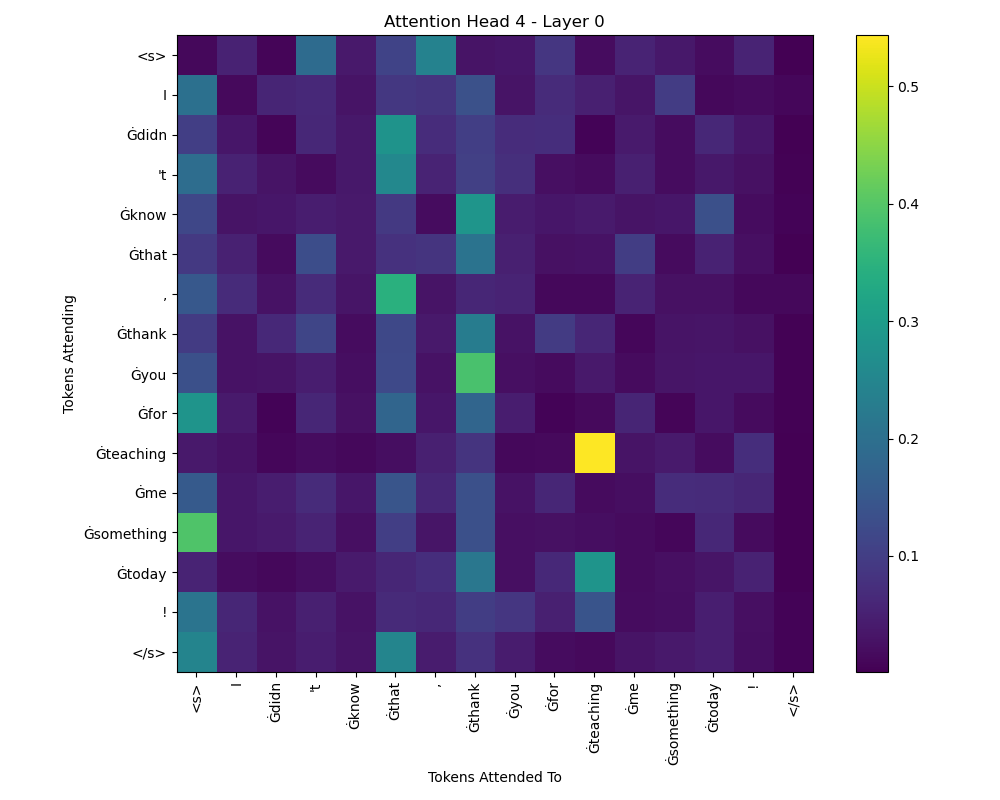 Attention Head 4 - Layer 0
Tokens Attending
<s>
I
Ġdidn
't
Ġknow
Ġthat
,
Ġthank
Ġyou
Ġfor
Ġteaching
Ġme
Ġsomething
Ġtoday
!
</s>
<s>
I
Ġdidn
't
Ġknow
Ġthat
,
Ġthank
Ġyou
Ġfor
Ġteaching
Ġme
Ġsomething
Ġtoday
!
</s>
Tokens Attended To
0.5
0.4
0.3
0.2
0.1